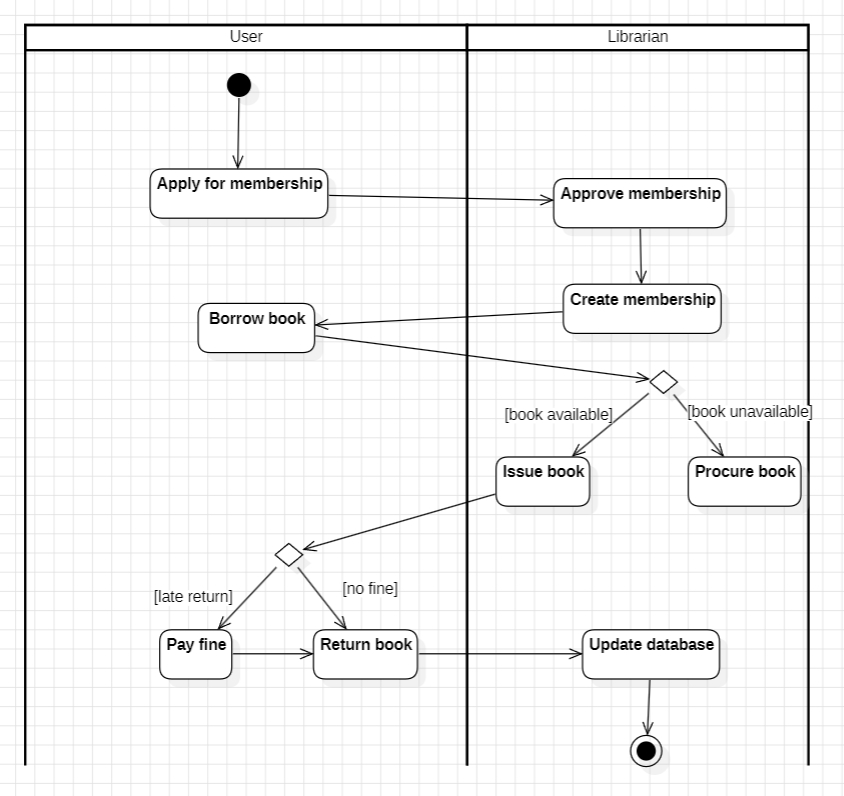 User
Librarian
Apply for membership
Approve membership
Create membership
Borrow book
[book available]
[book unavailable]
Issue book
Procure book
[late return]
[no fine]
Pay fine
Return book
Update database